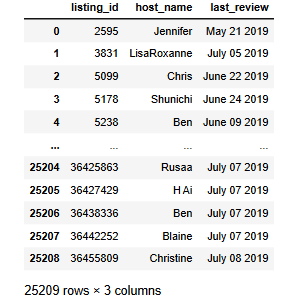 listing_id host_name last_review
0 2595 Jennifer May 21 2019
1 3831 LisaRoxanne July 05 2019
2 5099 Chris June 22 2019
3 5178 Shunichi June 24 2019
4 5238 Ben June 09 2019
... ... ... ...
25204 36425863 Rusaa July 07 2019
25205 36427429 H Ai July 07 2019
25206 36438336 Ben July 07 2019
25207 36442252 Blaine July 07 2019
25208 36455809 Christine July 08 2019
25209 rows × 3 columns